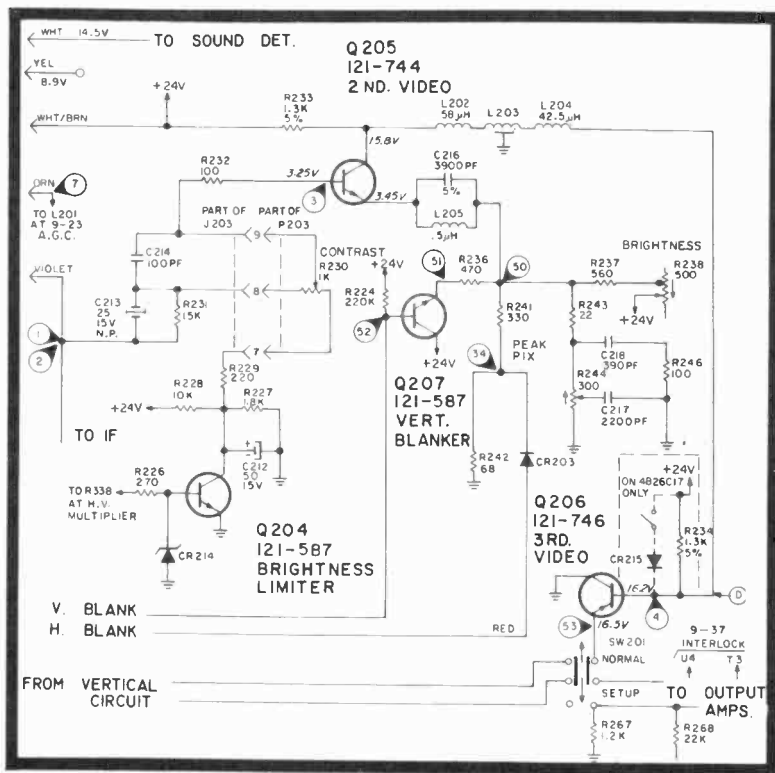 WHT 14.5V
TO SOUND DET.
YEL
8.9V
+24V
WHT/BRN
R233
1.3K
5%
Q205
121-744
2ND. VIDEO
15.8V
L202
58µH
L203
L204
42.5µH
R232
100
3.25V
3
3.45V
C216
3900PF
5%
L205
.5µH
ORN
7
TO L201
AT 9-23
A.G.C.
PART OF
J203
PART OF
P203
9
8
7
CONTRAST
R230
1K
C214
100PF
VIOLET
C213
25
15V
N.P.
R231
15K
1
2
TO IF
+24V
R224
220K
52
51
R236
470
50
+24V
R237
560
BRIGHTNESS
R238
500
+24V
R241
330
R243
22
PEAK
PIX
34
C218
390PF
R246
100
R244
300
C217
2200PF
R229
220
R228
10K
+24V
R227
1.8K
C212
50
15V
Q207
121-587
VERT.
BLANKER
R242
68
CR203
R226
270
TO R338
AT H.V.
MULTIPLIER
CR214
Q204
121-587
BRIGHTNESS
LIMITER
Q206
121-746
3RD.
VIDEO
ON 4B26C17
ONLY
+24V
R234
1.3K
5%
CR215
16.2V
4
D
V. BLANK
H. BLANK
RED
53
16.5V
SW201
NORMAL
SETUP
9-37
INTERLOCK
U4
T3
FROM VERTICAL
CIRCUIT
TO OUTPUT
AMPS.
R267
1.2K
R268
22K